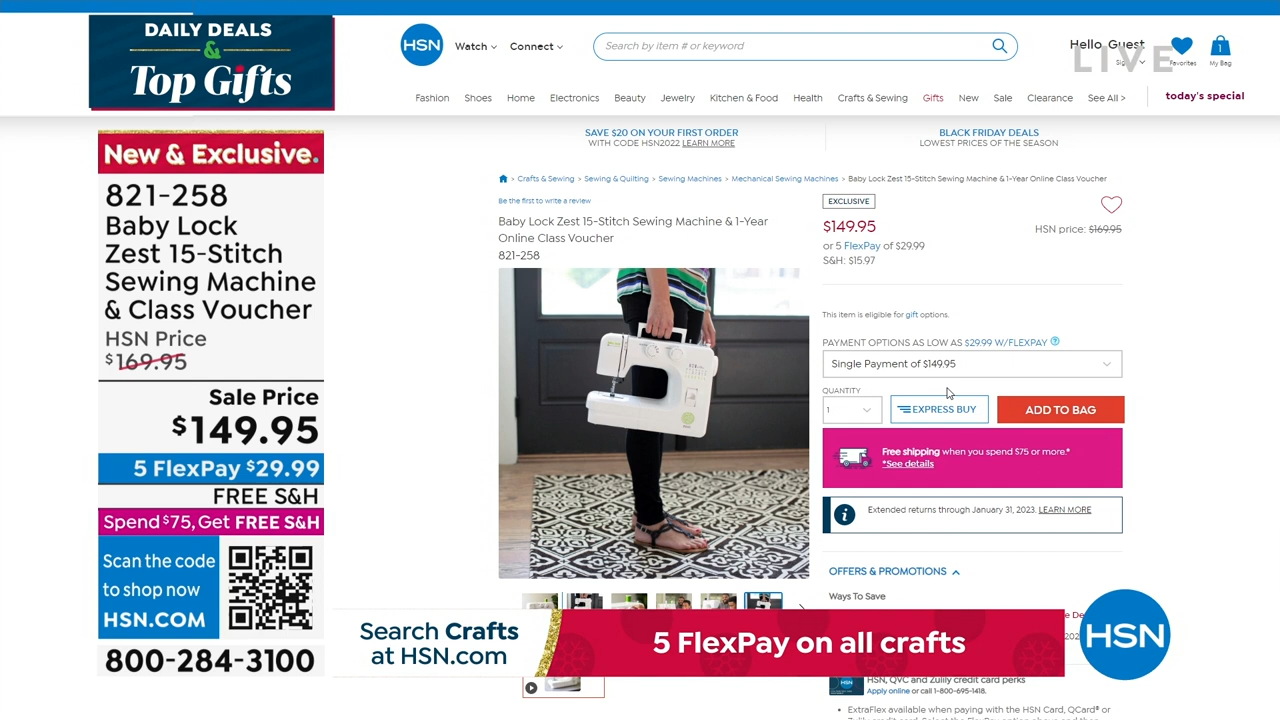 DAILY DEALS
&
Top Gifts
New & Exclusive.
821-258
Baby Lock
Zest 15-Stitch
Sewing Machine
& Class Voucher
HSN Price
$169.95
Sale Price
$149.95
5 FlexPay $29.99
FREE S&H
Spend $75, Get FREE S&H
Scan the code
to shop now
HSN.COM
800-284-3100
HSN
Watch
Connect
Search by item # or keyword
Hello, Guest
LIVE
Favorites
1
My Bag
Fashion Shoes Home Electronics Beauty Jewelry Kitchen & Food Health Crafts & Sewing Gifts New Sale Clearance See All >
today's special
SAVE $20 ON YOUR FIRST ORDER
WITH CODE HSN2022 LEARN MORE
BLACK FRIDAY DEALS
LOWEST PRICES OF THE SEASON
> Crafts & Sewing > Sewing & Quilting > Sewing Machines > Mechanical Sewing Machines > Baby Lock Zest 15-Stitch Sewing Machine & 1-Year Online Class Voucher
Be the first to write a review
Baby Lock Zest 15-Stitch Sewing Machine & 1-Year
Online Class Voucher
821-258
EXCLUSIVE
$149.95
HSN price: $169.95
or 5 FlexPay of $29.99
S&H: $15.97
This item is eligible for gift options.
PAYMENT OPTIONS AS LOW AS $29.99 W/FLEXPAY
Single Payment of $149.95
QUANTITY
1
EXPRESS BUY
ADD TO BAG
Free shipping when you spend $75 or more.*
*See details
Extended returns through January 31, 2023. LEARN MORE
OFFERS & PROMOTIONS
Ways To Save
Search Crafts
at HSN.com
5 FlexPay on all crafts
HSN
HSN, QVC and Zulily credit card perks
Apply online or call 1-800-695-1418.
• ExtraFlex available when paying with the HSN Card, QCard® or